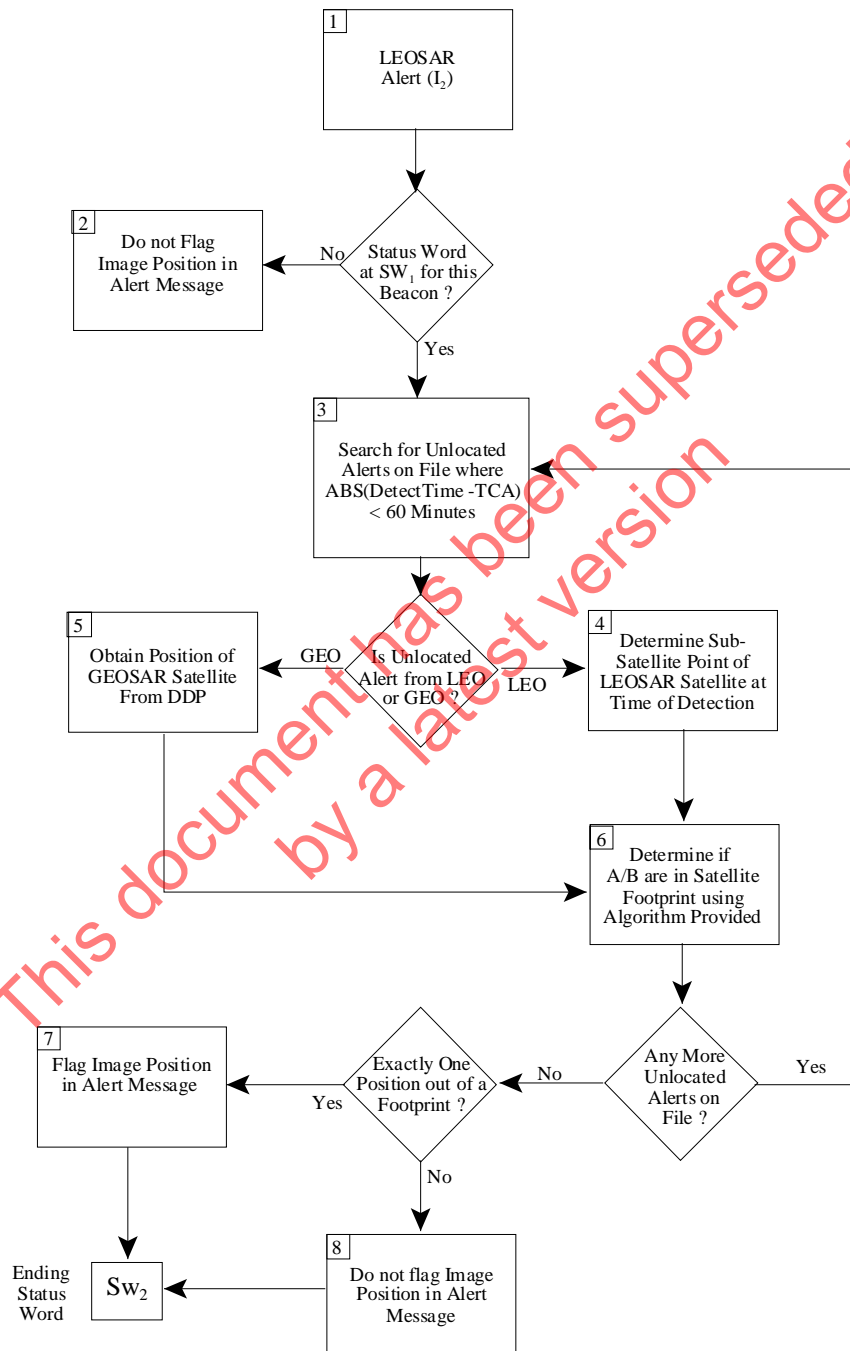 1
LEOSAR
Alert (I2)
2
Do not Flag
Image Position in
Alert Message
No
Status Word
at SW1 for this
Beacon ?
Yes
3
Search for Unlocated
Alerts on File where
ABS(DetectTime -TCA)
< 60 Minutes
5
Obtain Position of
GEOSAR Satellite
From DDP
GEO
Is Unlocated
Alert from LEO
or GEO ?
LEO
4
Determine Sub-
Satellite Point of
LEOSAR Satellite at
Time of Detection
6
Determine if
A/B are in Satellite
Footprint using
Algorithm Provided
7
Flag Image Position
in Alert Message
Yes
Exactly One
Position out of a
Footprint ?
No
Any More
Unlocated
Alerts on
File ?
Yes
No
8
Do not flag Image
Position in Alert
Message
Ending
Status
Word
Sw2
This document has been superseded
by a latest version